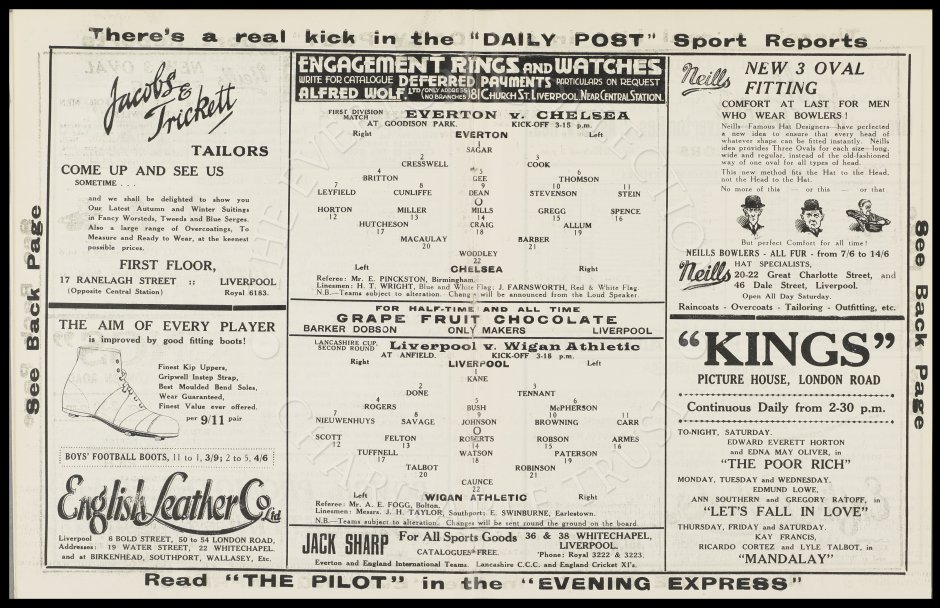 There's a real kick in the "DAILY POST" Sport Reports
See Back Page
Jacobs & Trickett
TAILORS
COME UP AND SEE US
SOMETIME . . .
and we shall be delighted to show you
Our Latest Autumn and Winter Suitings
in Fancy Worsteds, Tweeds and Blue Serges.
Also a large range of Overcoatings, To
Measure and Ready to Wear, at the keenest
possible prices.
FIRST FLOOR,
17 RANELAGH STREET :: LIVERPOOL
(Opposite Central Station) Royal 6183.
THE AIM OF EVERY PLAYER
is improved by good fitting boots!
Finest Kip Uppers,
Gripwell Instep Strap,
Best Moulded Bend Soles,
Wear Guaranteed,
Finest Value ever offered.
per 9/11 pair
BOYS' FOOTBALL BOOTS, 11 to 1, 3/9; 2 to 5, 4/6
English Leather Co Ltd
Liverpool 6 BOLD STREET, 50 to 54 LONDON ROAD,
Addresses: 19 WATER STREET, 22 WHITECHAPEL.
and at BIRKENHEAD, SOUTHPORT, WALLASEY, Etc.
ENGAGEMENT RINGS AND WATCHES
WRITE FOR CATALOGUE DEFERRED PAYMENTS PARTICULARS ON REQUEST
ALFRED WOLF, LTD (ONLY ADDRESS NO BRANCHES) 81 CHURCH ST. LIVERPOOL. NEAR CENTRAL STATION.
FIRST DIVISION MATCH EVERTON v. CHELSEA
AT GOODISON PARK. KICK-OFF 3-15 p.m.
Right EVERTON Left
1
SAGAR
2 3
CRESSWELL COOK
4 5 6
BRITTON GEE THOMSON
7 8 9 10 11
LEYFIELD CUNLIFFE DEAN STEVENSON STEIN
O
HORTON MILLER MILLS GREGG SPENCE
12 13 14 15 16
HUTCHESON CRAIG ALLUM
17 18 19
MACAULAY BARBER
20 21
WOODLEY
22
Left CHELSEA Right
Referee: Mr. E. PINCKSTON, Birmingham.
Linesmen: H. T. WRIGHT, Blue and White Flag; J. FARNSWORTH, Red & White Flag.
N.B.—Teams subject to alteration. Changes will be announced from the Loud Speaker.
FOR HALF-TIME AND ALL TIME
GRAPE FRUIT CHOCOLATE
BARKER DOBSON ONLY MAKERS LIVERPOOL
LANCASHIRE CUP. SECOND ROUND Liverpool v. Wigan Athletic
AT ANFIELD. KICK-OFF 3-18 p.m.
Right LIVERPOOL Left
1
KANE
2 3
DONE TENNANT
4 5 6
ROGERS BUSH McPHERSON
7 8 9 10 11
NIEUWENHUYS SAVAGE JOHNSON BROWNING CARR
O
SCOTT FELTON ROBERTS ROBSON ARMES
12 13 14 15 16
TUFFNELL WATSON PATERSON
17 18 19
TALBOT ROBINSON
20 21
CAUNCE
22
Left WIGAN ATHLETIC Right
Referee: Mr. A. E. FOGG, Bolton.
Linesmen: Messrs. J. H. TAYLOR, Southport; E. SWINBURNE, Earlestown.
N.B.—Teams subject to alteration. Changes will be sent round the ground on the board.
JACK SHARP For All Sports Goods 36 & 38 WHITECHAPEL,
LIVERPOOL.
CATALOGUES FREE. 'Phone: Royal 3222 & 3223.
Everton and England International Teams. Lancashire C.C.C. and England Cricket XI's.
Neills NEW 3 OVAL
FITTING
COMFORT AT LAST FOR MEN
WHO WEAR BOWLERS!
Neills—Famous Hat Designers—have perfected
a new idea to ensure that every head of
whatever shape can be fitted instantly. Neills
idea provides Three Ovals for each size—long,
wide and regular, instead of the old-fashioned
way of one oval for all types of head.
This new method fits the Hat to the Head,
not the Head to the Hat.
No more of this — or this — or that
But perfect Comfort for all time!
NEILLS BOWLERS - ALL FUR - from 7/6 to 14/6
Neills HAT SPECIALISTS,
20-22 Great Charlotte Street, and
46 Dale Street, Liverpool
Open All Day Saturday.
Raincoats - Overcoats - Tailoring - Outfitting, etc.
"KINGS"
PICTURE HOUSE, LONDON ROAD
Continuous Daily from 2-30 p.m.
TO-NIGHT, SATURDAY.
EDWARD EVERETT HORTON
and EDNA MAY OLIVER, in
"THE POOR RICH"
MONDAY, TUESDAY and WEDNESDAY.
EDMUND LOWE,
ANN SOUTHERN and GREGORY RATOFF, in
"LET'S FALL IN LOVE"
THURSDAY, FRIDAY and SATURDAY.
KAY FRANCIS,
RICARDO CORTEZ and LYLE TALBOT, in
"MANDALAY"
See Back Page
Read "THE PILOT" in the "EVENING EXPRESS"